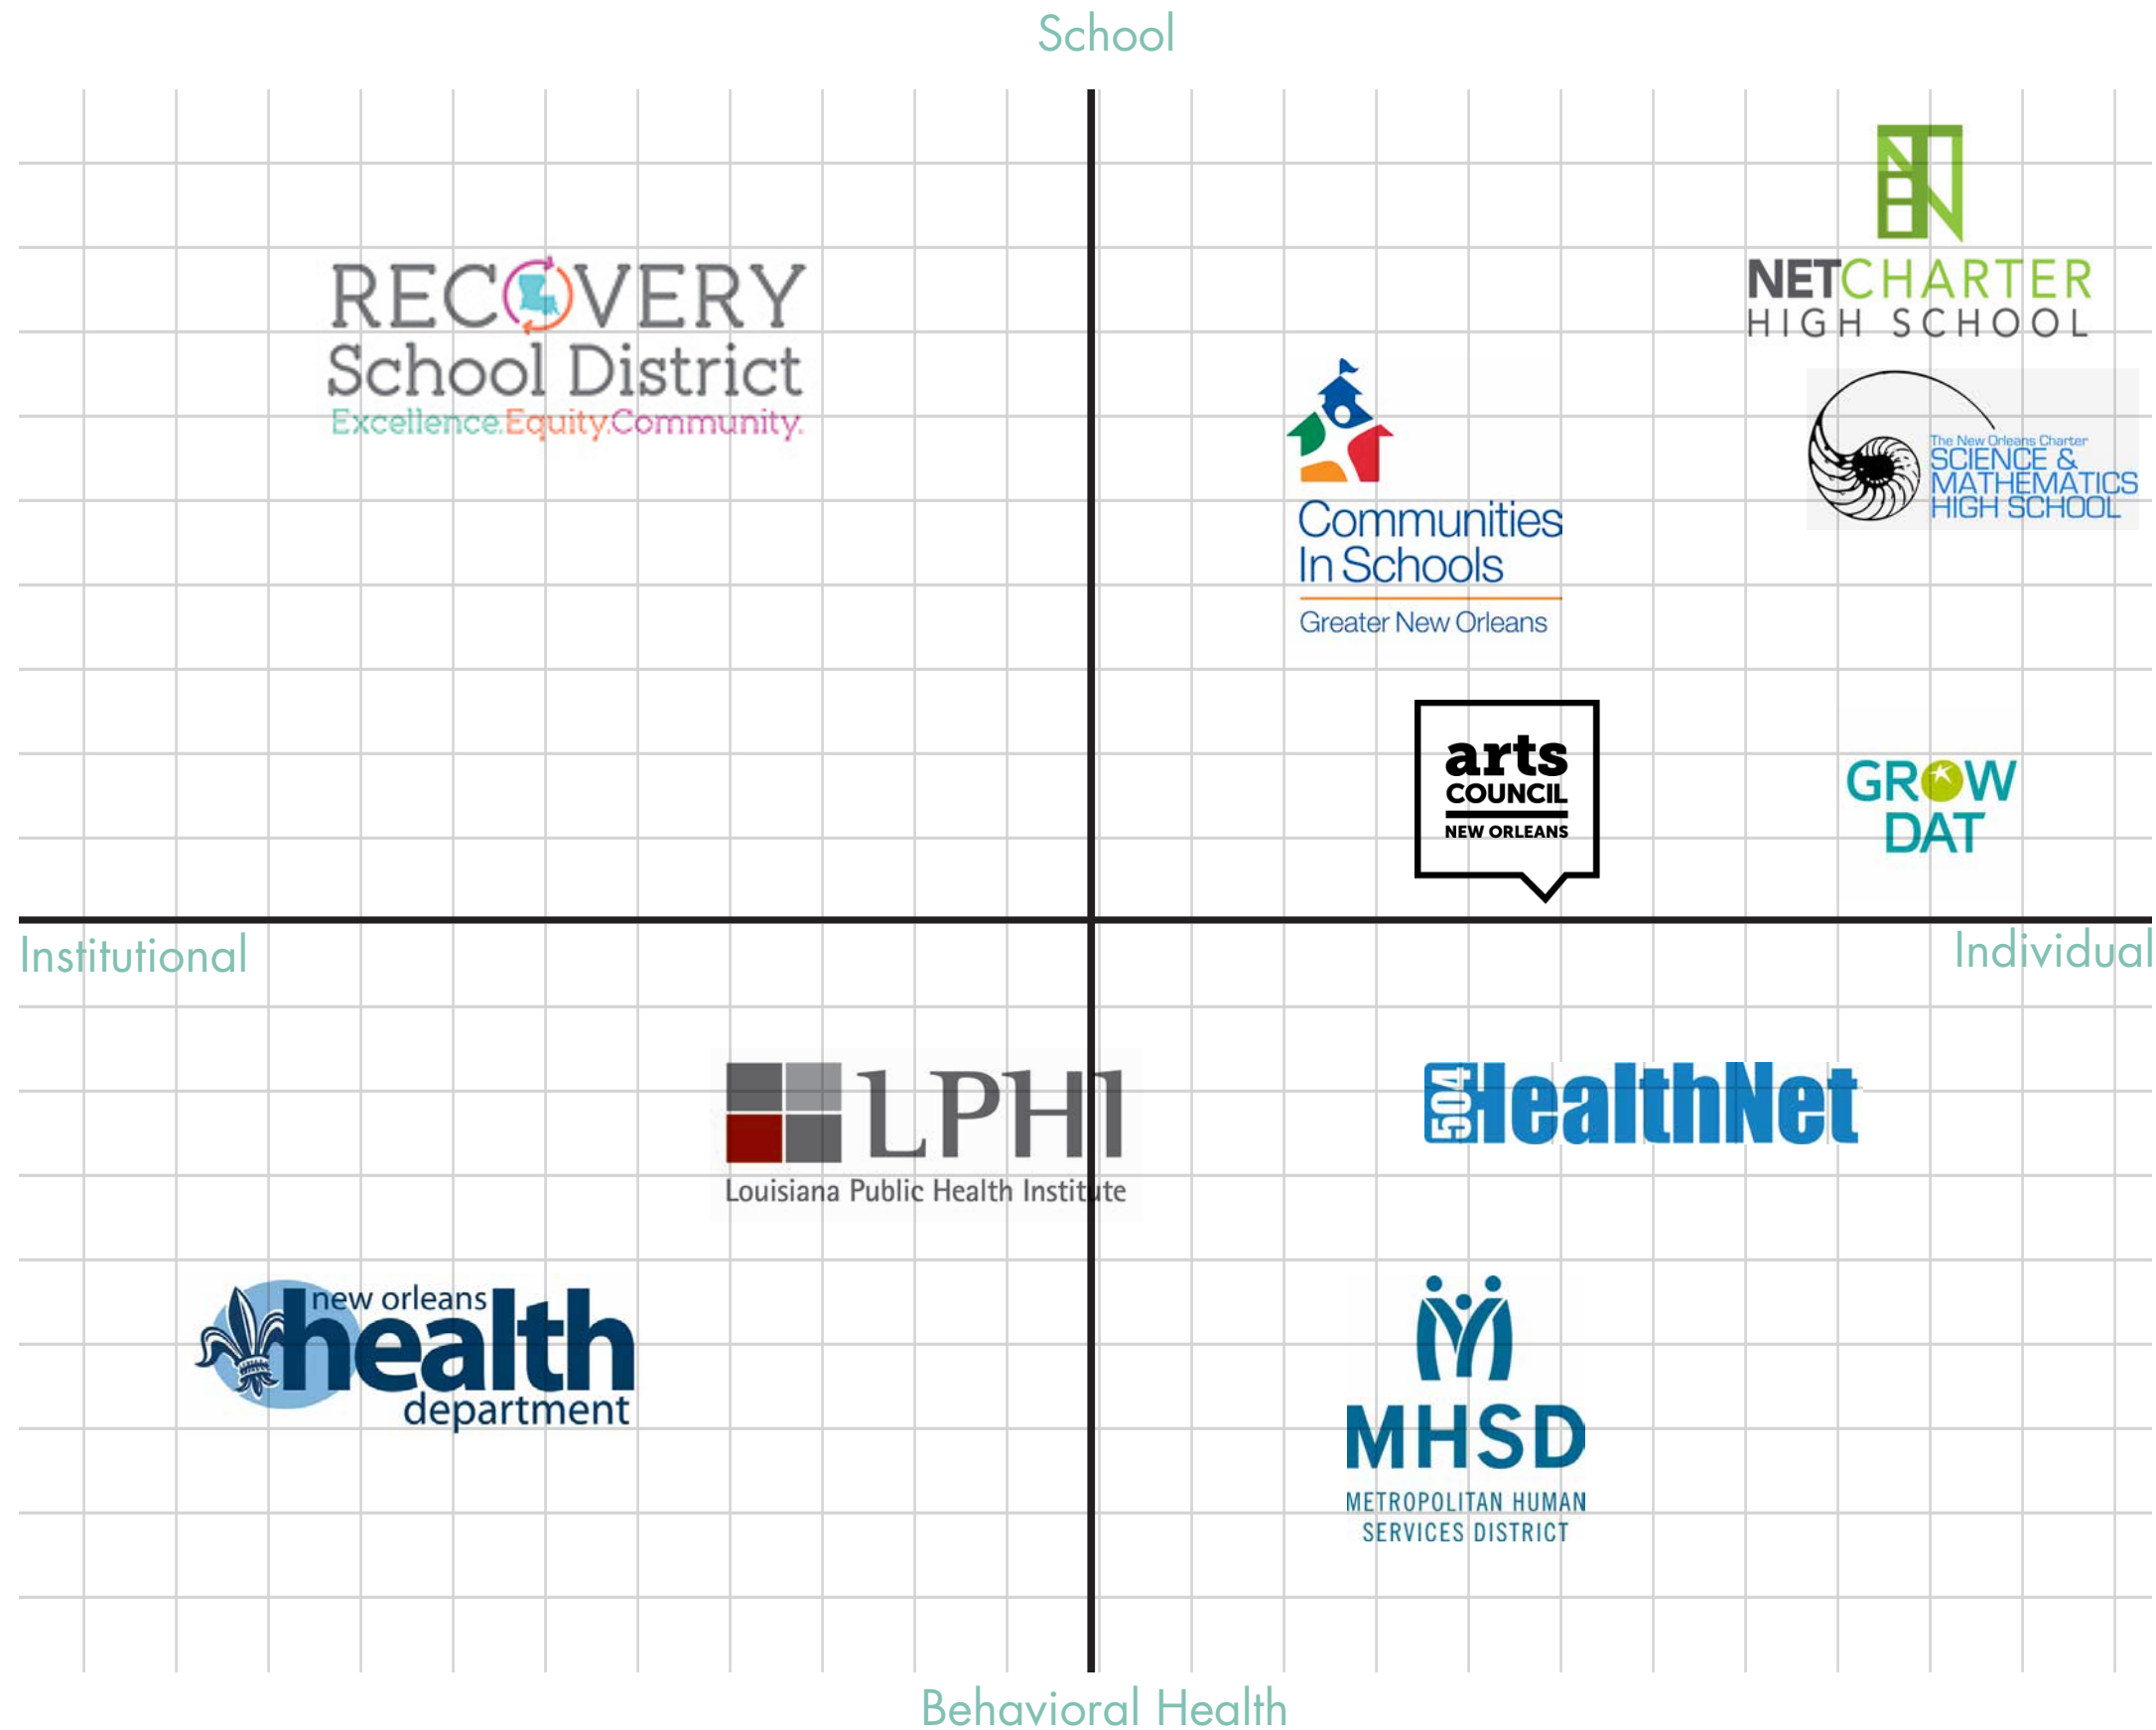 School
NETCHARTER
HIGH SCHOOL
RECOVERY
School District
Excellence.Equity.Community.
The New Orleans Charter
SCIENCE &
MATHEMATICS
HIGH SCHOOL
Communities
In Schools
Greater New Orleans
arts
COUNCIL
NEW ORLEANS
GROW
DAT
Institutional
Individual
LPHI
Louisiana Public Health Institute
504HealthNet
new orleans
health
department
MHSD
METROPOLITAN HUMAN
SERVICES DISTRICT
Behavioral Health